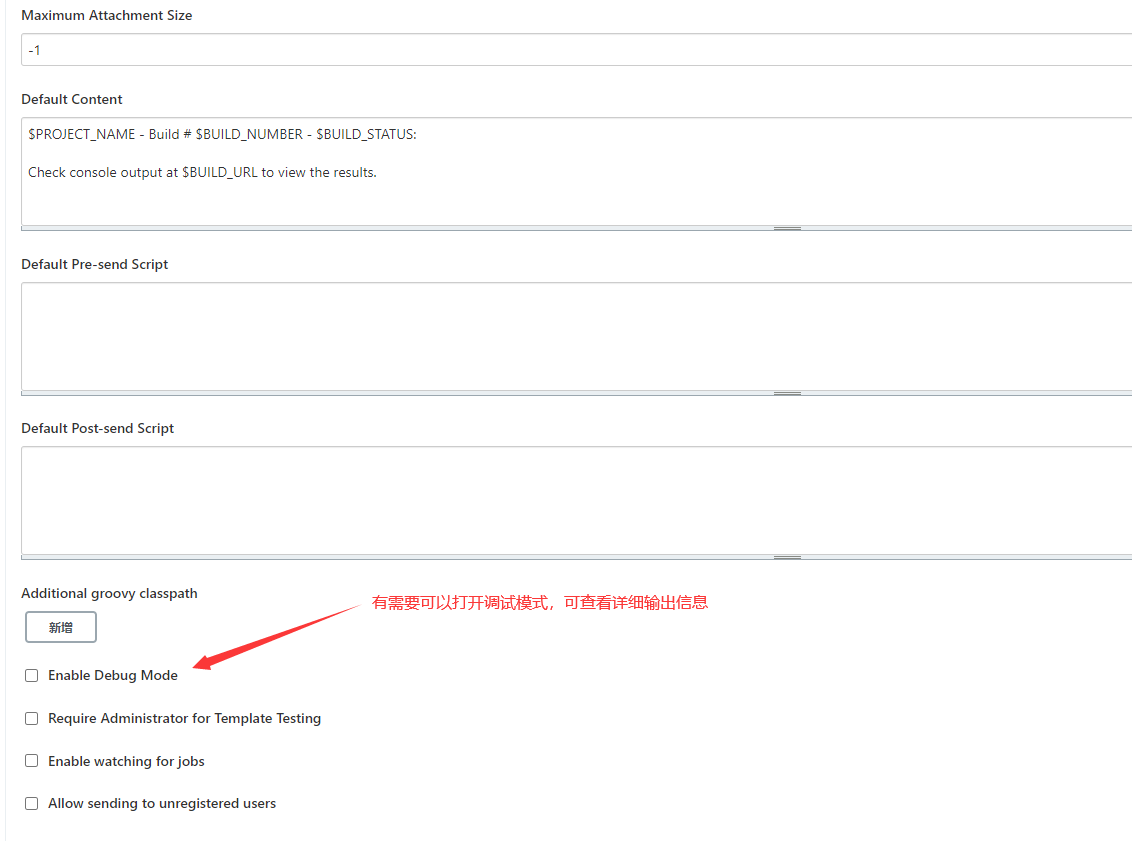 Maximum Attachment Size
-1
Default Content
$PROJECT_NAME - Build # $BUILD_NUMBER - $BUILD_STATUS:
Check console output at $BUILD_URL to view the results.
Default Pre-send Script
Default Post-send Script
Additional groovy classpath
有需要可以打开调试模式，可查看详细输出信息
新增
Enable Debug Mode
Require Administrator for Template Testing
Enable watching for jobs
Allow sending to unregistered users